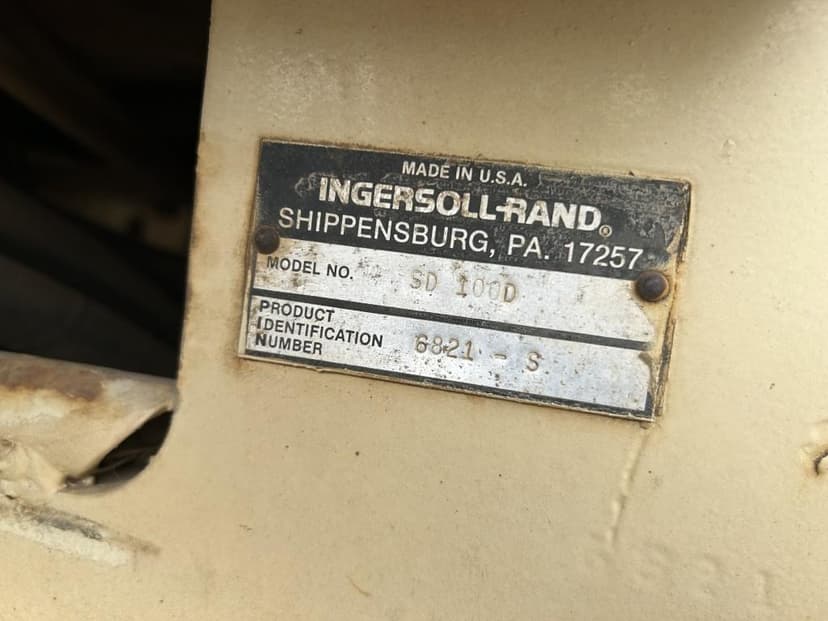 MADE IN U.S.A.
INGERSOLL-RAND®
SHIPPENSBURG, PA. 17257
MODEL NO. SD 100D
PRODUCT
IDENTIFICATION
NUMBER 6821 - S